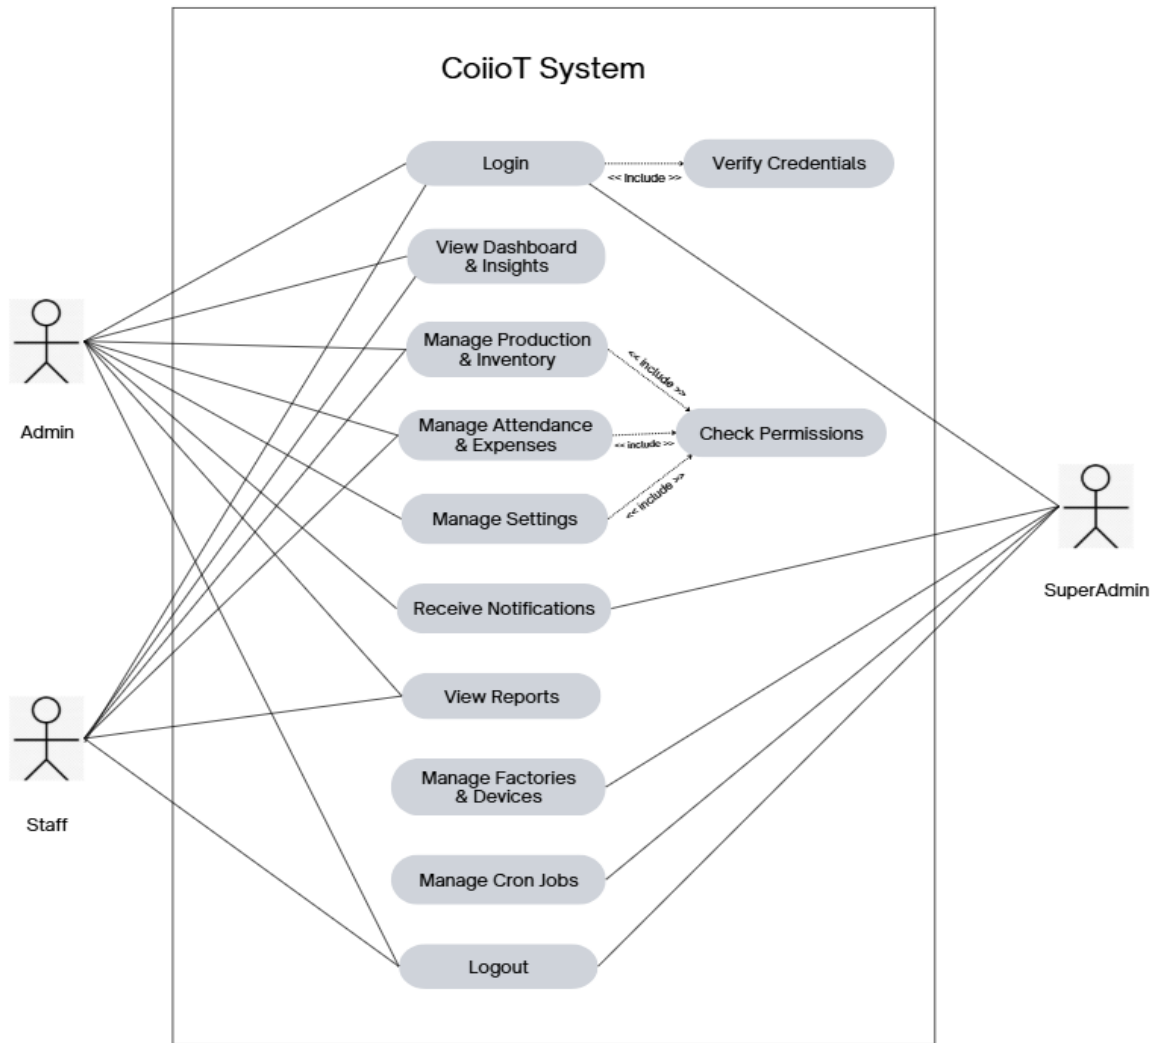 CoiioT System
Login
<< include >>
Verify Credentials
View Dashboard
& Insights
Manage Production
& Inventory
<< include >>
Admin
Manage Attendance
& Expenses
<< include >>
Check Permissions
Manage Settings
<< include >>
Receive Notifications
SuperAdmin
View Reports
Manage Factories
& Devices
Staff
Manage Cron Jobs
Logout